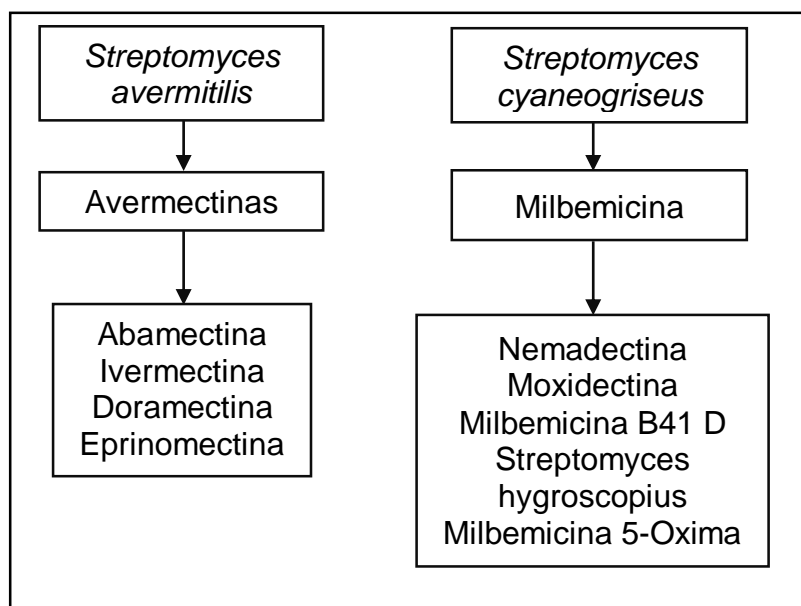 Streptomyces
avermitilis
Avermectinas
Abamectina
Ivermectina
Doramectina
Eprinomectina
Streptomyces
cyaneogriseus
Milbemicina
Nemadectina
Moxidectina
Milbemicina B41 D
Streptomyces
hygroscopius
Milbemicina 5-Oxima